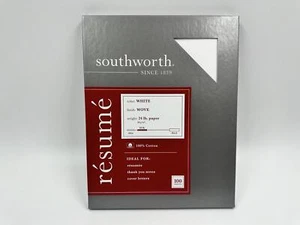 southworth®
SINCE 1839
color WHITE
finish WOVE
weight 24 lb. paper
100% Cotton
IDEAL FOR:
resumes
thank you notes
cover letters
100
résumé